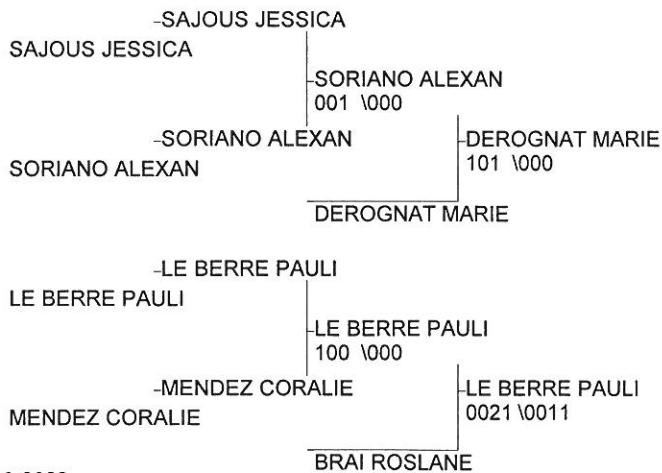 -SAJOUS JESSICA
SAJOUS JESSICA
SORIANO ALEXAN
001 \000
-SORIANO ALEXAN
DEROGNAT MARIE
101 \000
SORIANO ALEXAN
DEROGNAT MARIE
-LE BERRE PAULI
LE BERRE PAULI
LE BERRE PAULI
100 \000
-MENDEZ CORALIE
LE BERRE PAULI
0021 \0011
MENDEZ CORALIE
BRAI ROSLANE